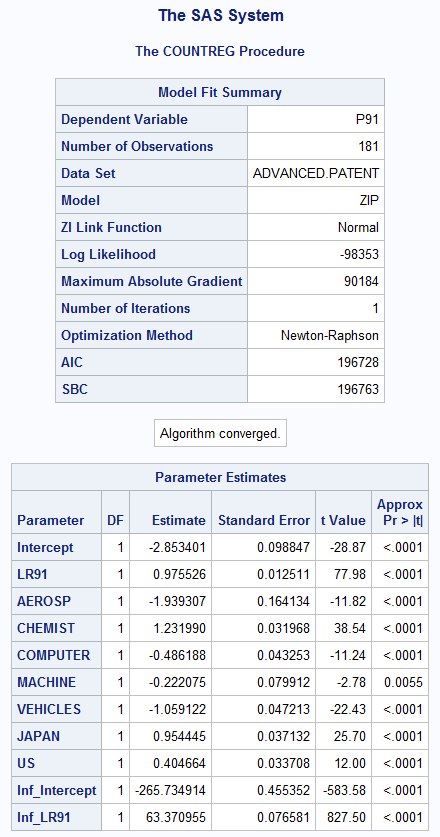 The SAS System
The COUNTREG Procedure
Model Fit Summary
Dependent Variable P91
Number of Observations 181
Data Set ADVANCED.PATENT
Model ZIP
ZI Link Function Normal
Log Likelihood -98353
Maximum Absolute Gradient 90184
Number of Iterations 1
Optimization Method Newton-Raphson
AIC 196728
SBC 196763
Algorithm converged.
Parameter Estimates
Parameter DF Estimate Standard Error t Value Approx Pr > |t|
Intercept 1 -2.853401 0.098847 -28.87 <.0001
LR91 1 0.975526 0.012511 77.98 <.0001
AEROSP 1 -1.939307 0.164134 -11.82 <.0001
CHEMIST 1 1.231990 0.031968 38.54 <.0001
COMPUTER 1 -0.486188 0.043253 -11.24 <.0001
MACHINE 1 -0.222075 0.079912 -2.78 0.0055
VEHICLES 1 -1.059122 0.047213 -22.43 <.0001
JAPAN 1 0.954445 0.037132 25.70 <.0001
US 1 0.404664 0.033708 12.00 <.0001
Inf_Intercept 1 -265.734914 0.455352 -583.58 <.0001
Inf_LR91 1 63.370955 0.076581 827.50 <.0001